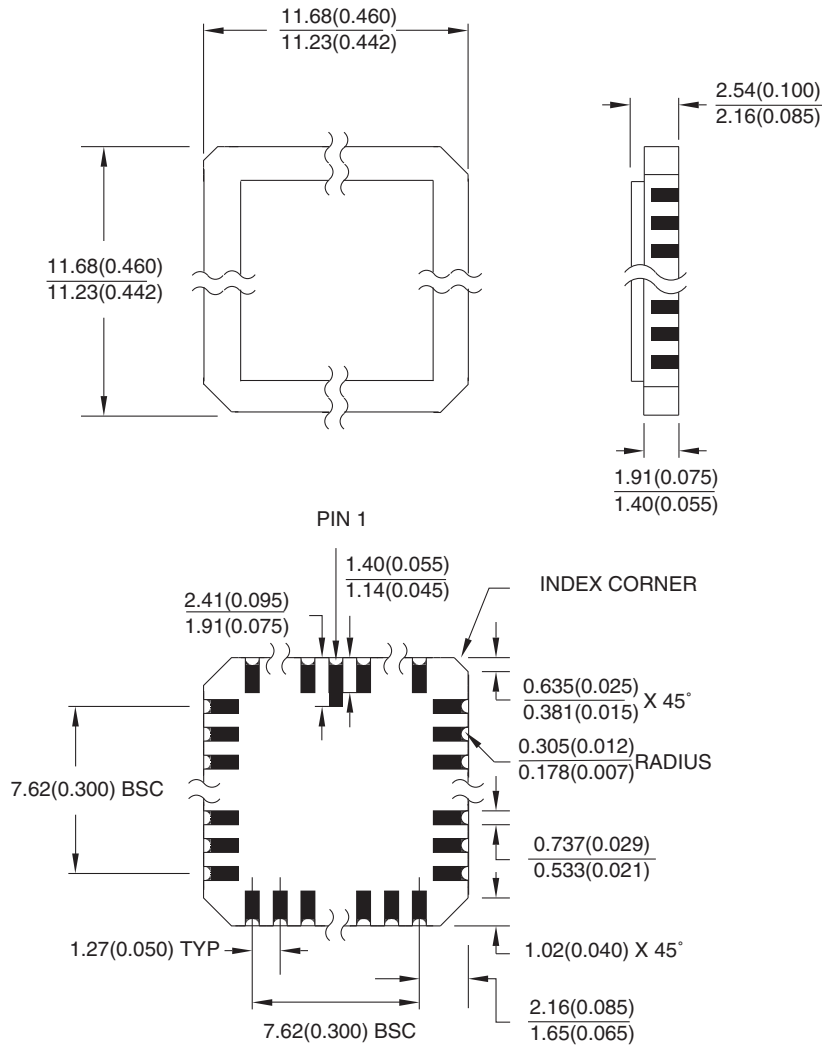 11.68(0.460)
11.23(0.442)
2.54(0.100)
2.16(0.085)
11.68(0.460)
11.23(0.442)
1.91(0.075)
1.40(0.055)
PIN 1
1.40(0.055)
1.14(0.045)
INDEX CORNER
2.41(0.095)
1.91(0.075)
0.635(0.025)
0.381(0.015) X 45˚
0.305(0.012)
0.178(0.007) RADIUS
7.62(0.300) BSC
0.737(0.029)
0.533(0.021)
1.27(0.050) TYP
1.02(0.040) X 45˚
7.62(0.300) BSC
2.16(0.085)
1.65(0.065)